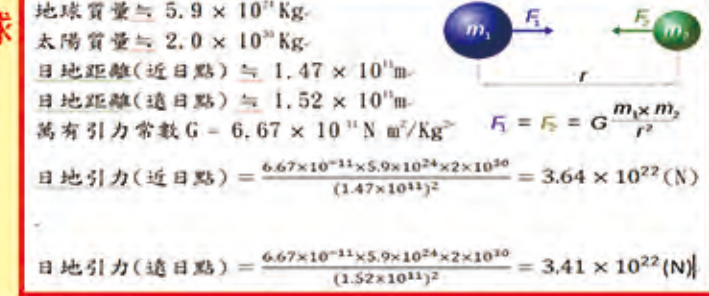 球
地球質量≒ 5.9 × 10²⁴Kg
太陽質量≒ 2.0 × 10³⁰Kg
日地距離(近日點) ≒ 1.47 × 10¹¹m
日地距離(遠日點) ≒ 1.52 × 10¹¹m
萬有引力常數 G = 6.67 × 10⁻¹¹N m²/Kg²
m₁ F₁ F₂ m₂
r
F₁ = F₂ = G m₁× m₂ / r²
日地引力(近日點) = 6.67×10⁻¹¹×5.9×10²⁴×2×10³⁰ / (1.47×10¹¹)² = 3.64 × 10²² (N)
日地引力(遠日點) = 6.67×10⁻¹¹×5.9×10²⁴×2×10³⁰ / (1.52×10¹¹)² = 3.41 × 10²² (N)